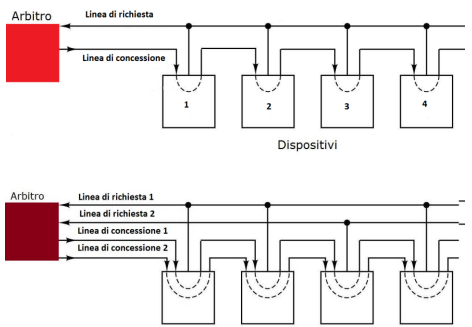 Arbitro
Linea di richiesta
Linea di concessione
1 2 3 4
Dispositivi
Arbitro
Linea di richiesta 1
Linea di richiesta 2
Linea di concessione 1
Linea di concessione 2